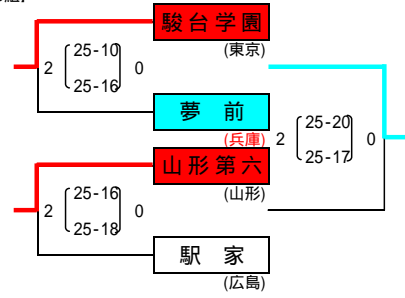 駿台学園
(東京)
2 25-10 0
25-16
夢 前
(兵庫)
2 25-20 0
25-17
山形第六
(山形)
2 25-16 0
25-18
駅 家
(広島)